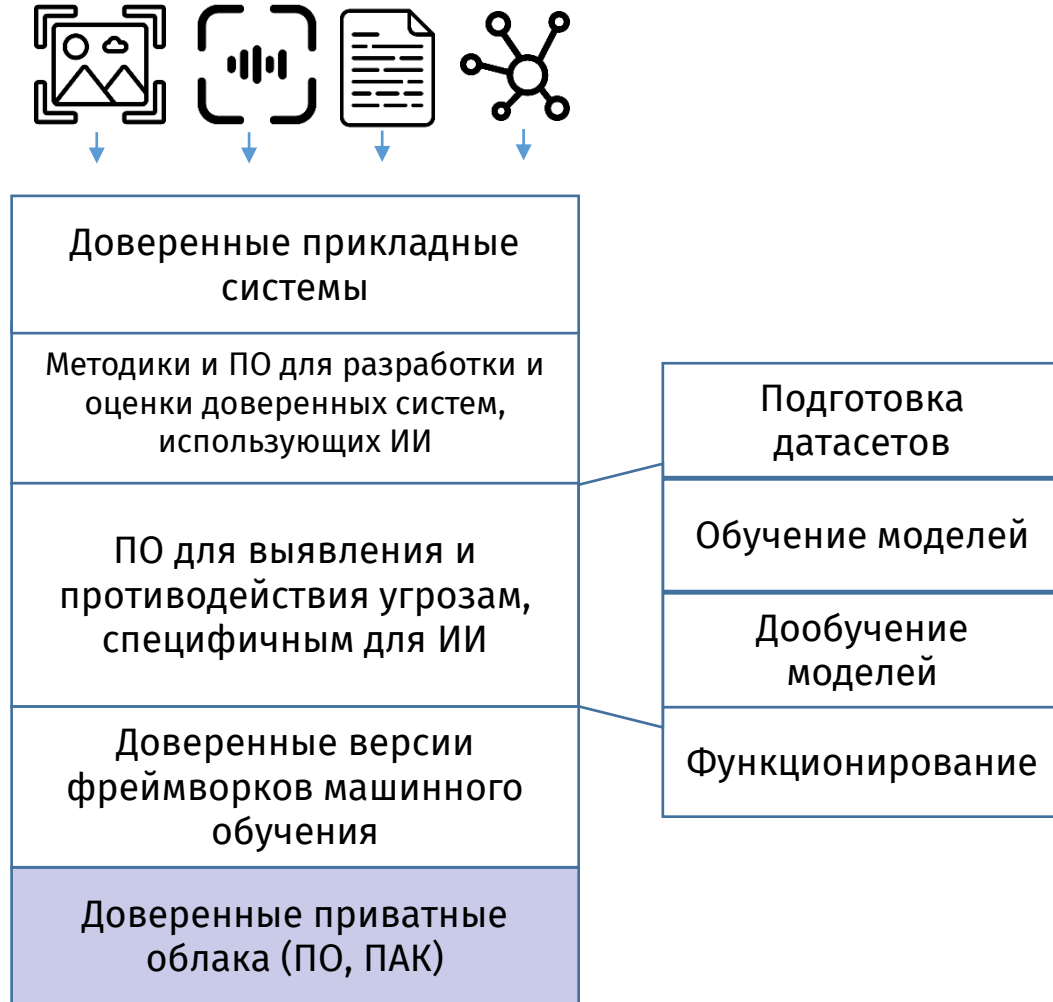 Доверенные прикладные
системы
Методики и ПО для разработки и
оценки доверенных систем,
использующих ИИ
ПО для выявления и
противодействия угрозам,
специфичным для ИИ
Доверенные версии
фреймворков машинного
обучения
Доверенные приватные
облака (ПО, ПАК)
Подготовка
датасетов
Обучение моделей
Дообучение
моделей
Функционирование